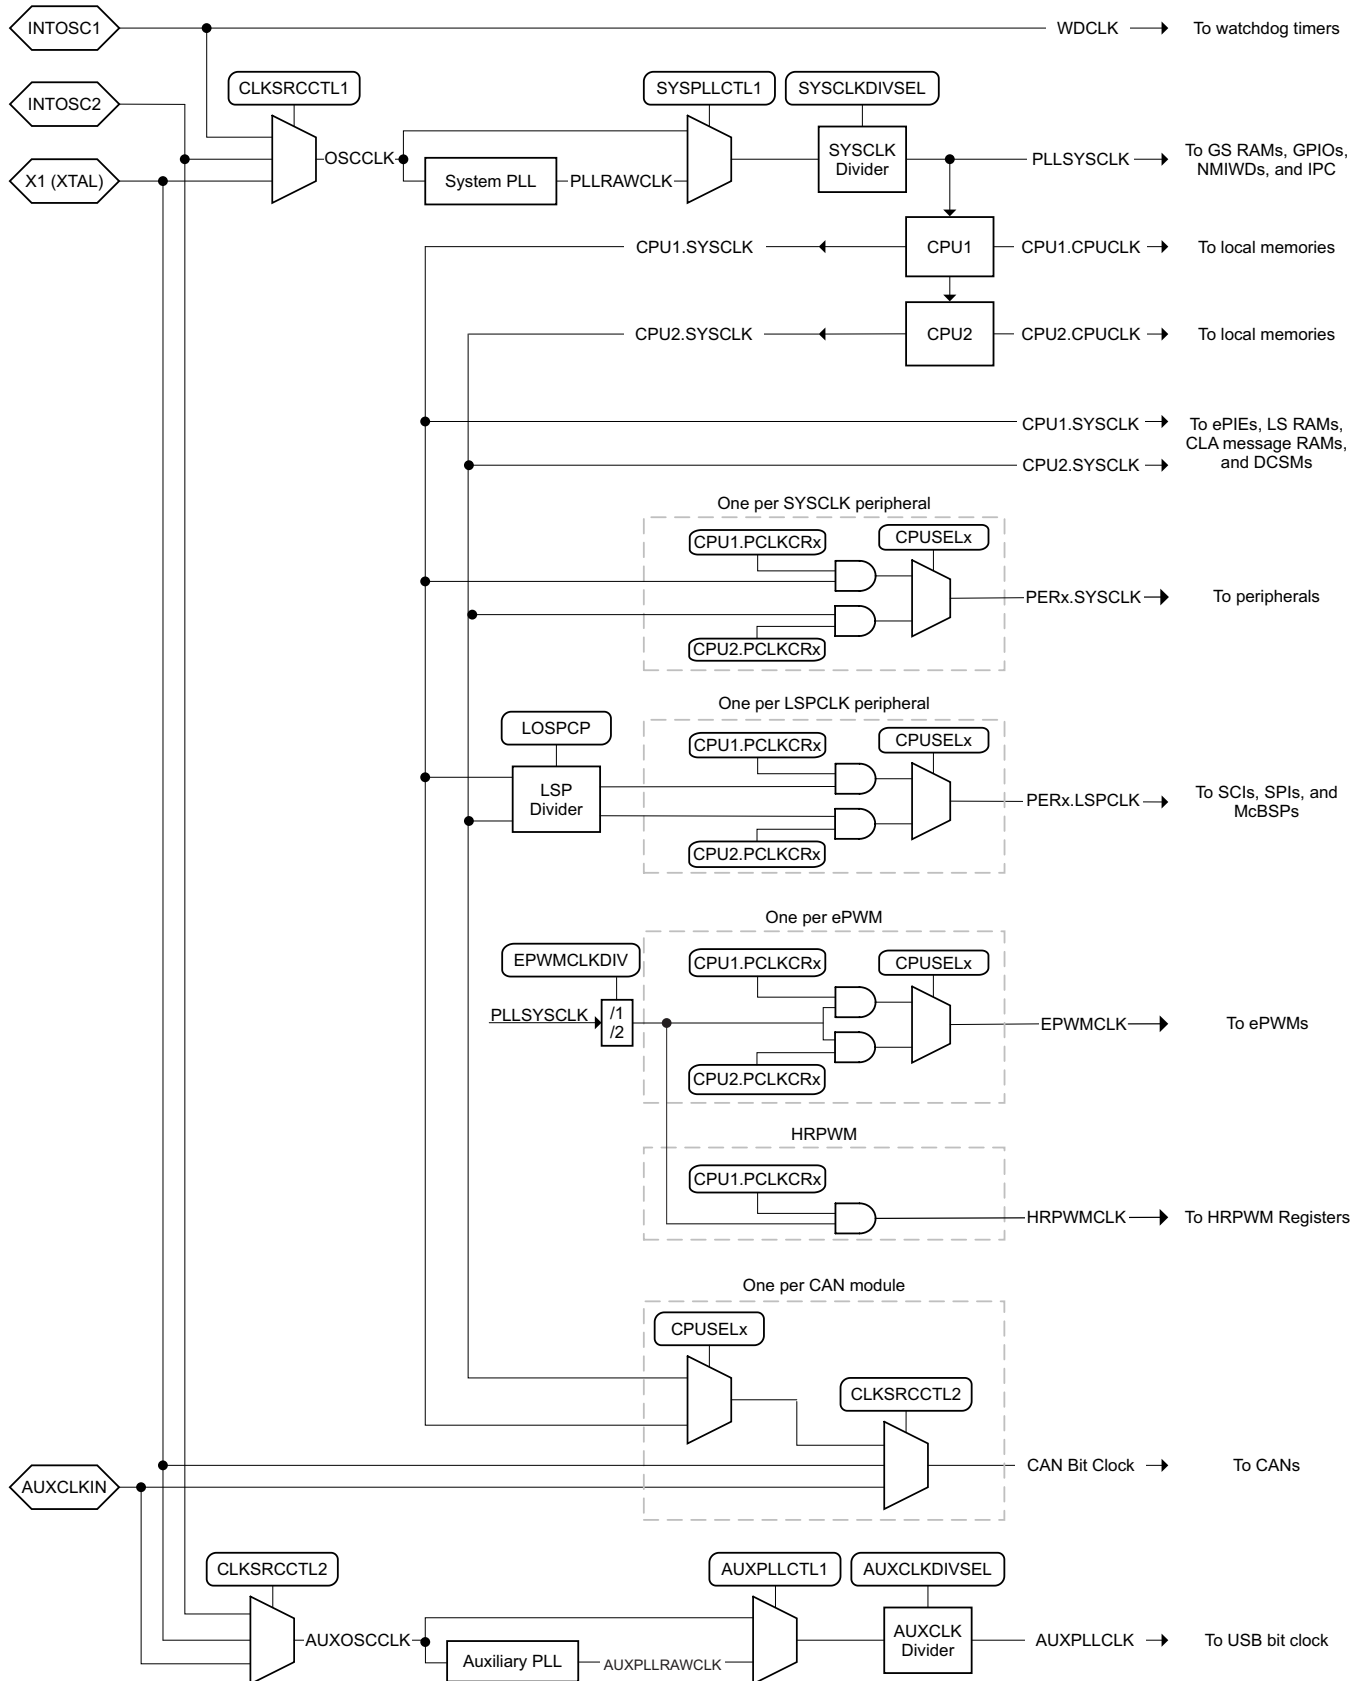 INTOSC1
WDCLK
To watchdog timers
INTOSC2
CLKSRCCTL1
SYSPLLCTL1
SYSCLKDIVSEL
X1 (XTAL)
OSCCLK
System PLL
PLLRAWCLK
SYSCLK
Divider
PLLSYSCLK
To GS RAMs, GPIOs,
NMIWDs, and IPC
CPU1.SYSCLK
CPU1
CPU1.CPUCLK
To local memories
CPU2.SYSCLK
CPU2
CPU2.CPUCLK
To local memories
CPU1.SYSCLK
CPU2.SYSCLK
To ePIEs, LS RAMs,
CLA message RAMs,
and DCSMs
One per SYSCLK peripheral
CPU1.PCLKCRx
CPUSELx
CPU2.PCLKCRx
PERx.SYSCLK
To peripherals
One per LSPCLK peripheral
LOSPCP
LSP
Divider
CPU1.PCLKCRx
CPUSELx
CPU2.PCLKCRx
PERx.LSPCLK
To SCIs, SPIs, and
McBSPs
One per ePWM
EPWMCLKDIV
PLLSYSCLK
/1
/2
CPU1.PCLKCRx
CPUSELx
CPU2.PCLKCRx
EPWMCLK
To ePWMs
HRPWM
CPU1.PCLKCRx
HRPWMCLK
To HRPWM Registers
One per CAN module
CPUSELx
CLKSRCCTL2
AUXCLKIN
CAN Bit Clock
To CANs
CLKSRCCTL2
AUXPLLCTL1
AUXCLKDIVSEL
AUXOSCCLK
Auxiliary PLL
AUXPLLRAWCLK
AUXCLK
Divider
AUXPLLCLK
To USB bit clock